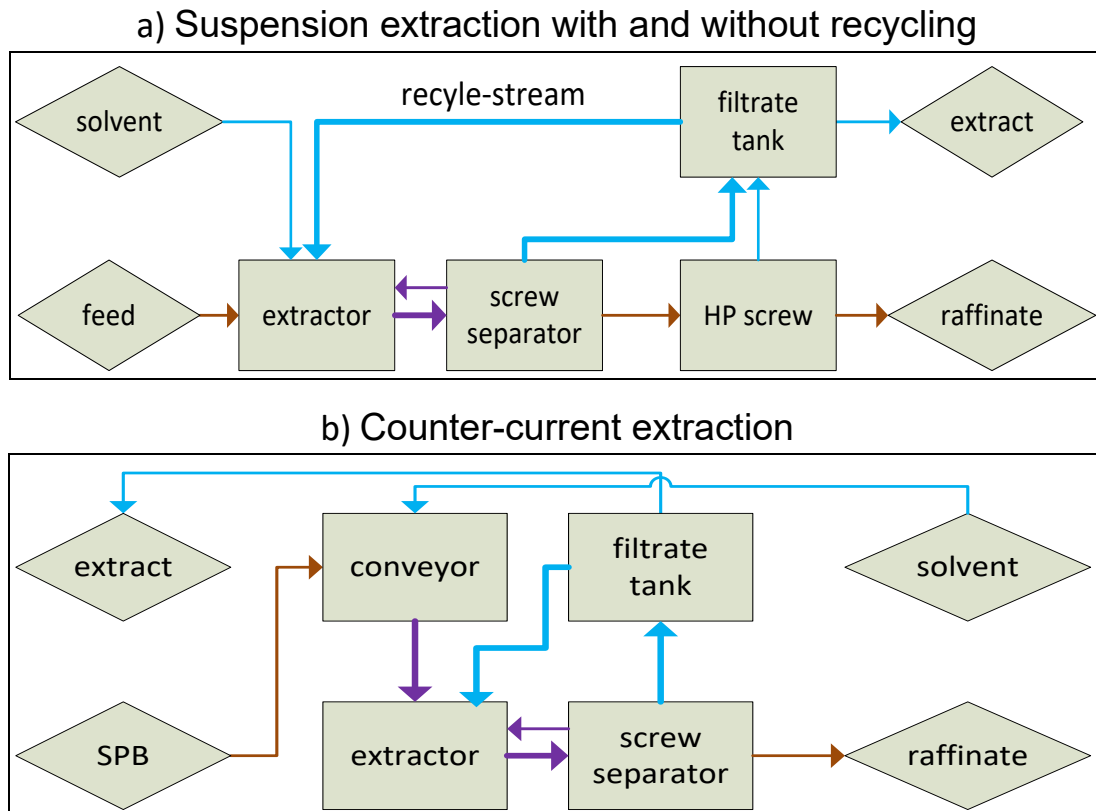 a) Suspension extraction with and without recycling
solvent
recyle-stream
filtrate
tank
extract
feed
extractor
screw
separator
HP screw
raffinate
b) Counter-current extraction
extract
conveyor
filtrate
tank
solvent
SPB
extractor
screw
separator
raffinate